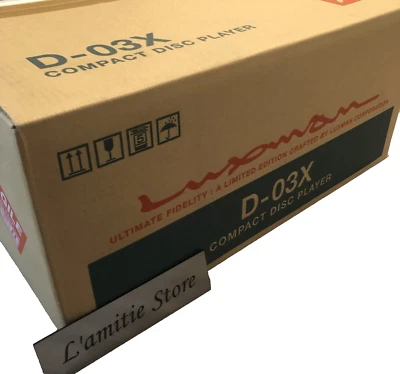 D-03X
COMPACT DISC PLAYER
LUXMAN
ULTIMATE FIDELITY | A LIMITED EDITION CRAFTED BY LUXMAN CORPORATION
D-03X
COMPACT DISC PLAYER
L'amitie Store